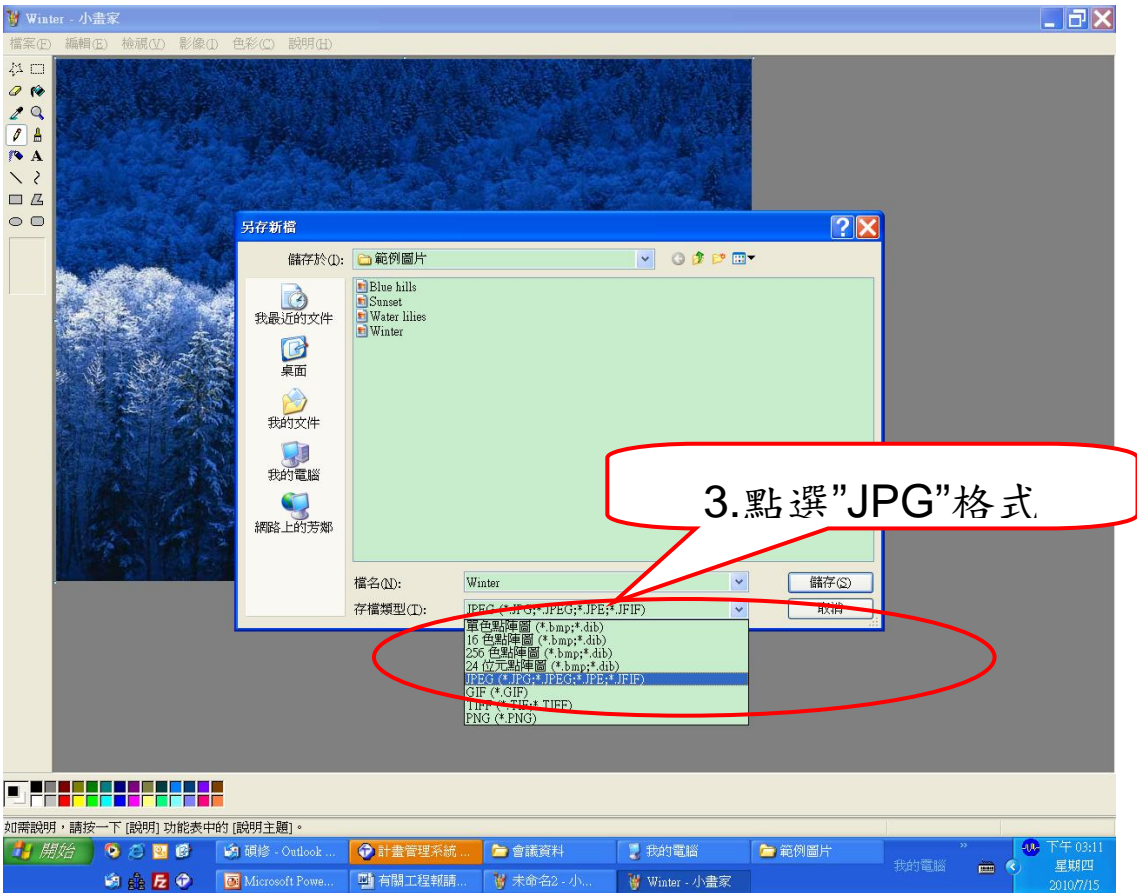 Winter - 小畫家
檔案(F) 編輯(E) 檢視(V) 影像(I) 色彩(C) 說明(H)
A
另存新檔
儲存於(I): 範例圖片
我最近的文件
桌面
我的文件
我的電腦
網路上的芳鄰
Blue hills
Sunset
Water lilies
Winter
3.點選”JPG”格式
檔名(N): Winter 儲存(S)
存檔類型(T): JPEG (*.JPG;*.JPEG;*.JPE;*.JFIF) 取消
單色點陣圖 (*.bmp;*.dib)
16 色點陣圖 (*.bmp;*.dib)
256 色點陣圖 (*.bmp;*.dib)
24 位元點陣圖 (*.bmp;*.dib)
JPEG (*.JPG;*.JPEG;*.JPE;*.JFIF)
GIF (*.GIF)
TIFF (*.TIF;*.TIFF)
PNG (*.PNG)
如需說明，請按一下 [說明] 功能表中的 [說明主題]。
開始 碩修 - Outlook ... 計畫管理系統 ... 會議資料 我的電腦 範例圖片 我的電腦 » 下午 03:11
星期四
Microsoft Powe... 有關工程報請... 未命名2 - 小... Winter - 小畫家 2010/7/15